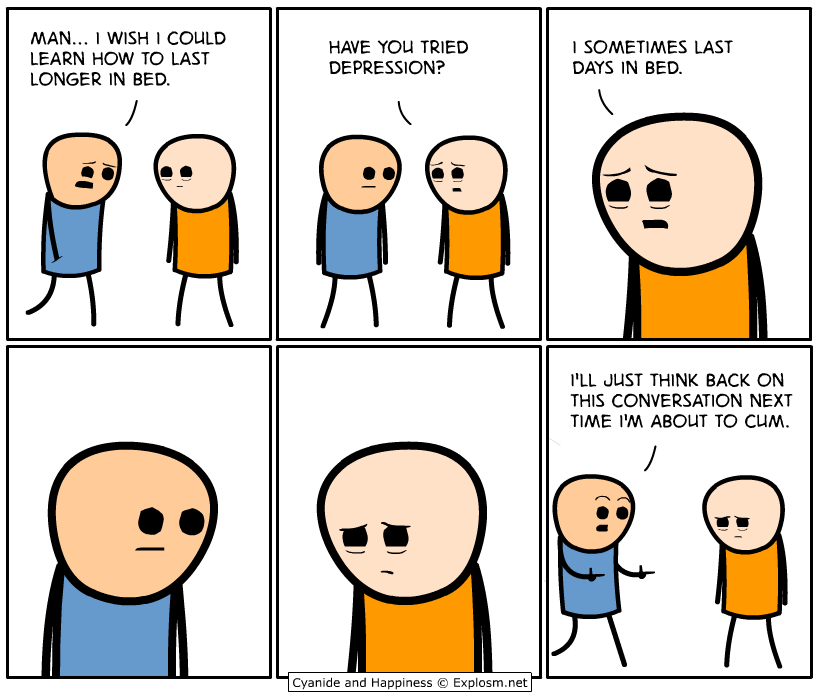 MAN... I WISH I COULD
LEARN HOW TO LAST
LONGER IN BED.
HAVE YOU TRIED
DEPRESSION?
I SOMETIMES LAST
DAYS IN BED.
I'LL JUST THINK BACK ON
THIS CONVERSATION NEXT
TIME I'M ABOUT TO CUM.
Cyanide and Happiness © Explosm.net